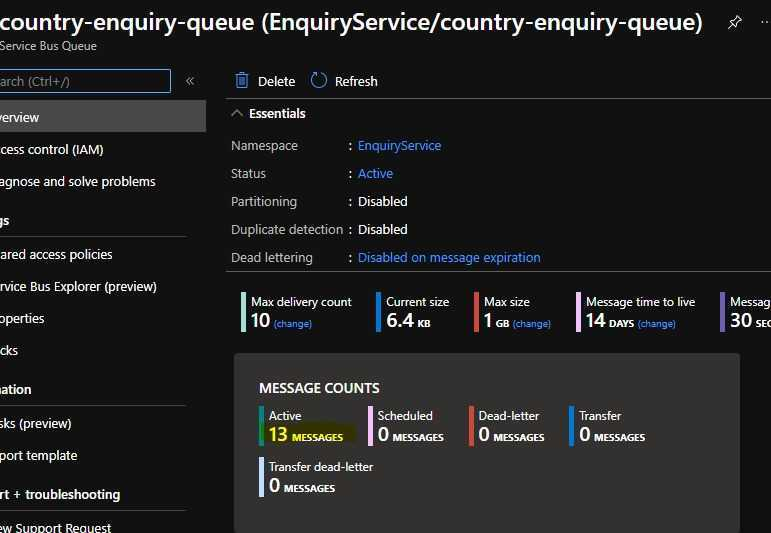 country-enquiry-queue (EnquiryService/country-enquiry-queue)
Service Bus Queue
arch (Ctrl+/)
«
Delete
Refresh
erview
cess control (IAM)
agnose and solve problems
gs
ared access policies
rvice Bus Explorer (preview)
operties
cks
ation
sks (preview)
port template
rt + troubleshooting
ew Support Request
Essentials
Namespace : EnquiryService
Status : Active
Partitioning : Disabled
Duplicate detection : Disabled
Dead lettering : Disabled on message expiration
Max delivery count
10 (change)
Current size
6.4 KB
Max size
1 GB (change)
Message time to live
14 DAYS (change)
Messag
30 SEC
MESSAGE COUNTS
Active
13 MESSAGES
Scheduled
0 MESSAGES
Dead-letter
0 MESSAGES
Transfer
0 MESSAGES
Transfer dead-letter
0 MESSAGES